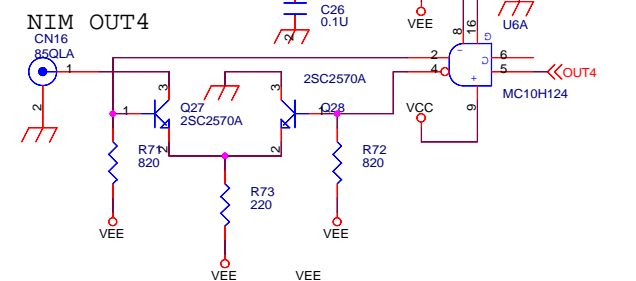 NIM OUT4
CN16
85QLA
1
2
C26
0.1U
2
VEE
8
16
U6A
2
4
6
5
OUT4
MC10H124
9
VCC
3
1
2
Q27
2SC2570A
2SC2570A
3
1
2
Q28
R71
820
R72
820
R73
220
VEE
VEE
VEE
VEE